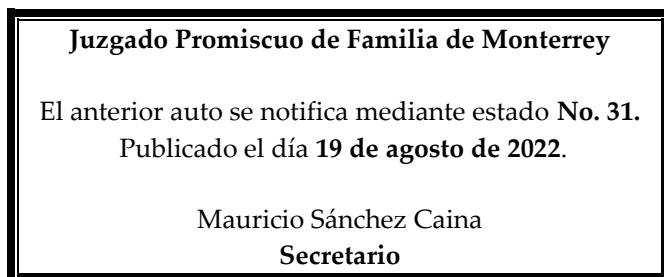 Juzgado Promiscuo de Familia de Monterrey
El anterior auto se notifica mediante estado No. 31.
Publicado el día 19 de agosto de 2022.
Mauricio Sánchez Caina
Secretario